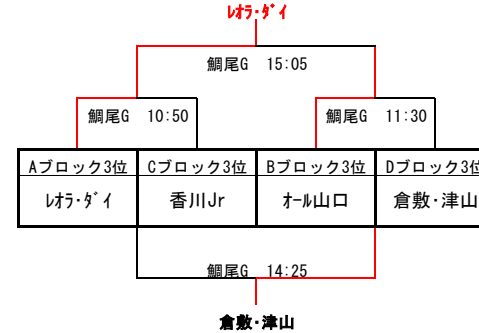 ﾚｵﾗ･ﾀﾞｲ
鯛尾G 15:05
鯛尾G 10:50 鯛尾G 11:30
Aブロック3位 Cブロック3位 Bブロック3位 Dブロック3位
ﾚｵﾗ･ﾀﾞｲ 香川Jr ｵｰﾙ山口 倉敷･津山
鯛尾G 14:25
倉敷･津山